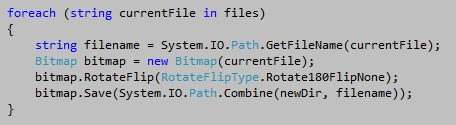 foreach (string currentFile in files)
{
    string filename = System.IO.Path.GetFileName(currentFile);
    Bitmap bitmap = new Bitmap(currentFile);
    bitmap.RotateFlip(RotateFlipType.Rotate180FlipNone);
    bitmap.Save(System.IO.Path.Combine(newDir, filename));
}